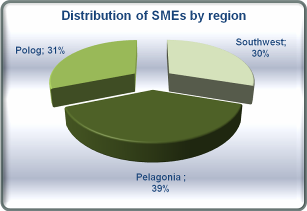 Distribution of SMEs by region
Polog; 31%
Southwest;
30%
Pelagonia ;
39%